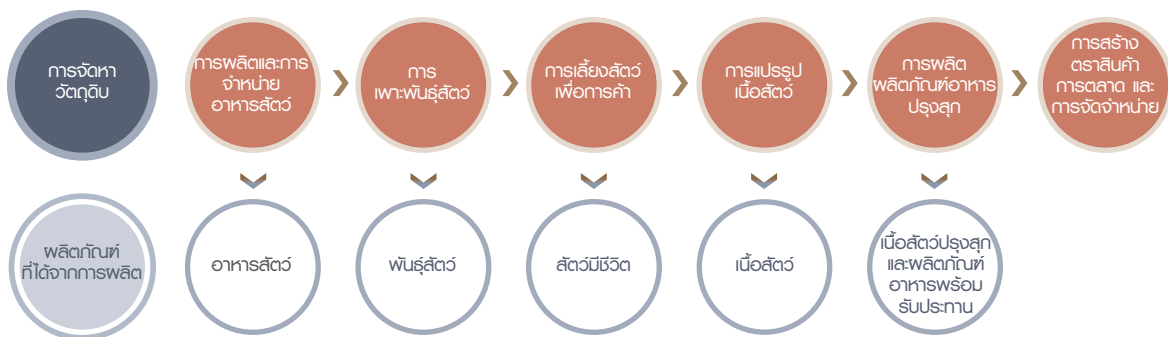 การจัดหา
วัตถุดิบ
การผลิตและการ
จำหน่าย
อาหารสัตว์
การ
เพาะพันธุ์สัตว์
การเลี้ยงสัตว์
เพื่อการค้า
การแปรรูป
เนื้อสัตว์
การผลิต
ผลิตภัณฑ์อาหาร
ปรุงสุก
การสร้าง
ตราสินค้า
การตลาด และ
การจัดจำหน่าย
ผลิตภัณฑ์
ที่ได้จากการผลิต
อาหารสัตว์
พันธุ์สัตว์
สัตว์มีชีวิต
เนื้อสัตว์
เนื้อสัตว์ปรุงสุก
และผลิตภัณฑ์
อาหารพร้อม
รับประทาน